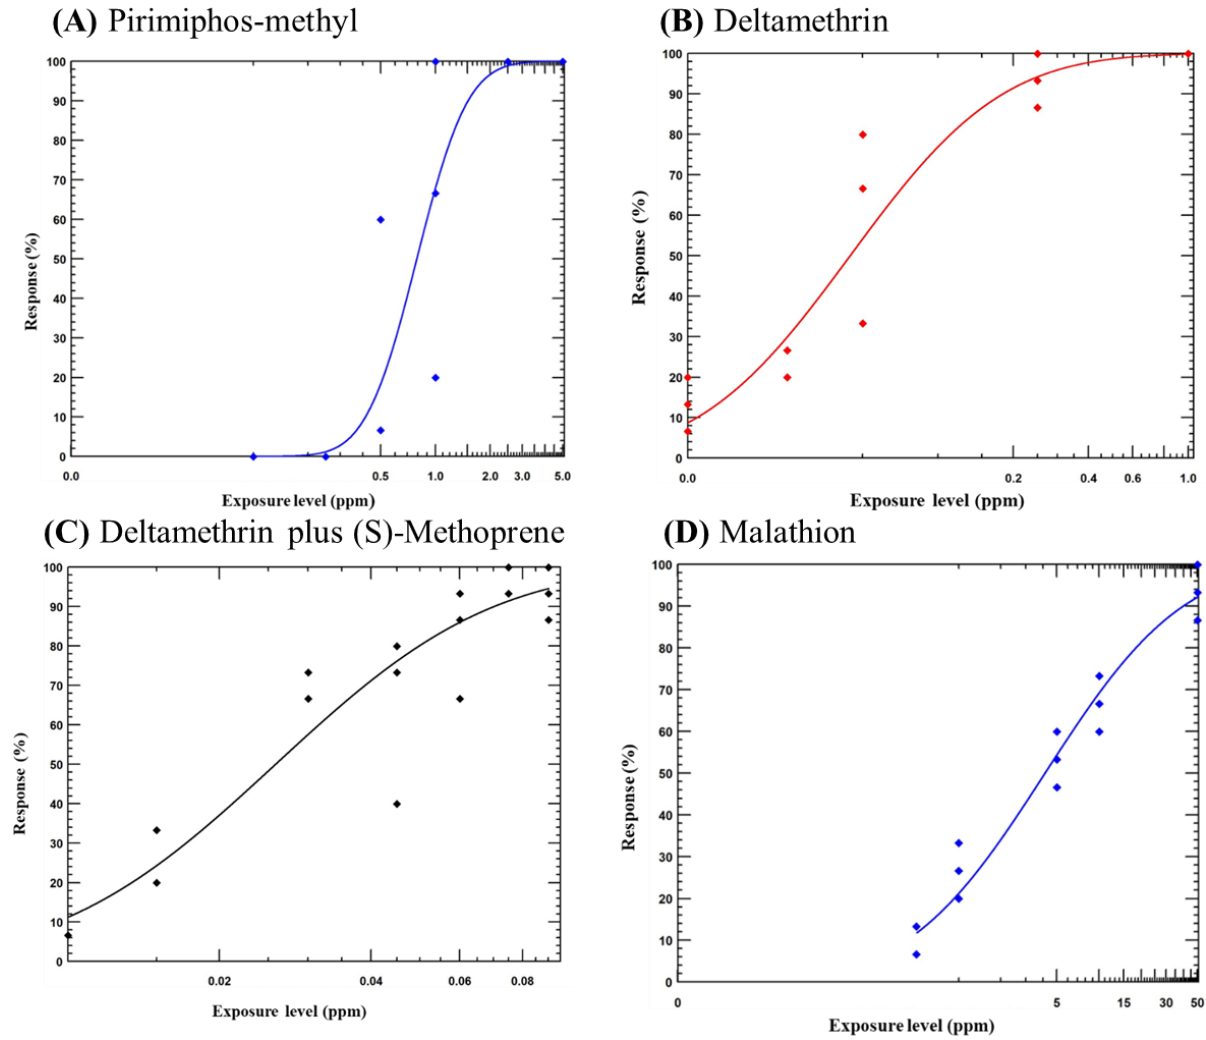 (A) Pirimiphos-methyl
100
90
80
70
60
50
40
30
20
10
0
Response (%)
0.0 0.5 1.0 2.0 3.0 5.0
Exposure level (ppm)
(B) Deltamethrin
100
90
80
70
60
50
40
30
20
10
0
Response (%)
0.0 0.2 0.4 0.6 1.0
Exposure level (ppm)
(C) Deltamethrin plus (S)-Methoprene
100
90
80
70
60
50
40
30
20
10
0
Response (%)
0.02 0.04 0.06 0.08
Exposure level (ppm)
(D) Malathion
100
90
80
70
60
50
40
30
20
10
0
Response (%)
0 5 15 30 50
Exposure level (ppm)